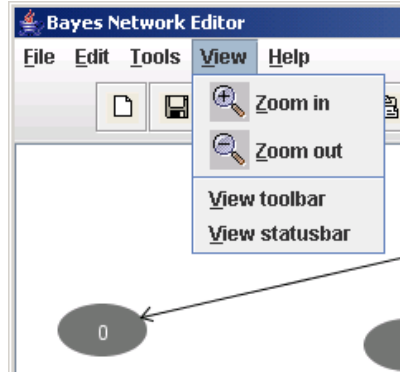 Bayes Network Editor
File Edit Tools View Help
Zoom in
Zoom out
View toolbar
View statusbar
0